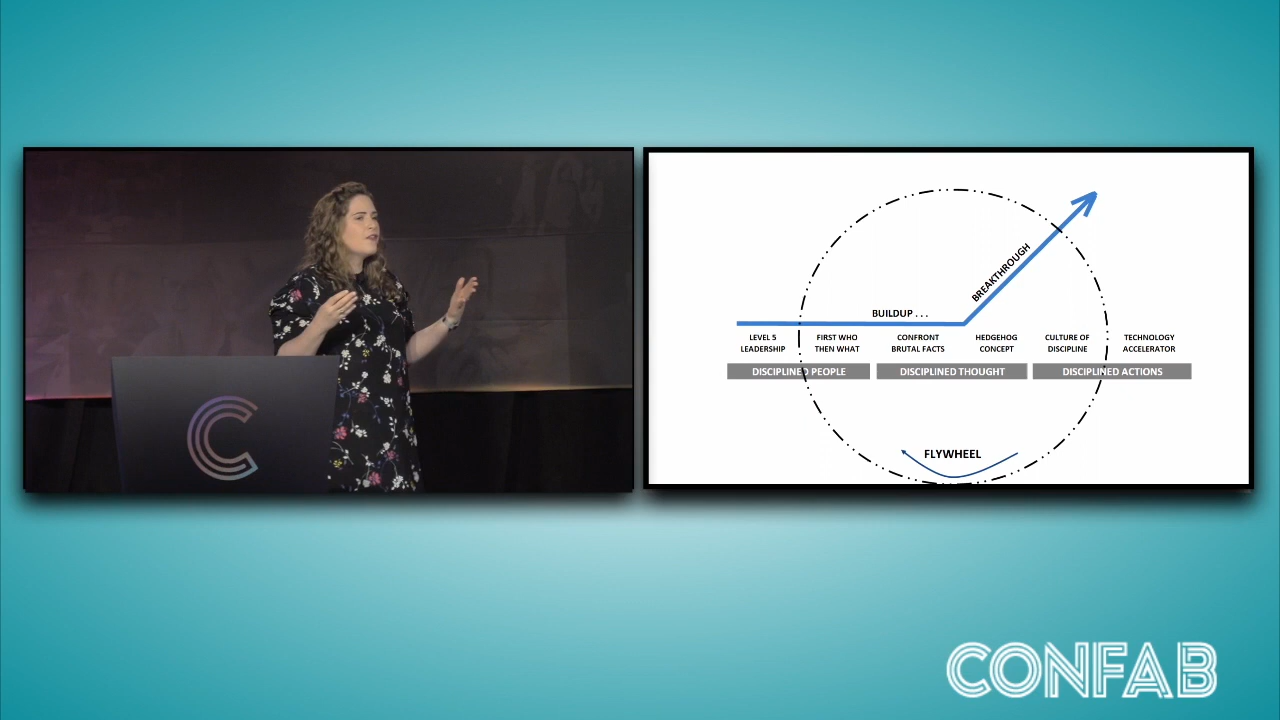 C
BREAKTHROUGH
BUILDUP . . .
LEVEL 5
LEADERSHIP
FIRST WHO
THEN WHAT
CONFRONT
BRUTAL FACTS
HEDGEHOG
CONCEPT
CULTURE OF
DISCIPLINE
TECHNOLOGY
ACCELERATOR
DISCIPLINED PEOPLE
DISCIPLINED THOUGHT
DISCIPLINED ACTIONS
FLYWHEEL
CONFAB